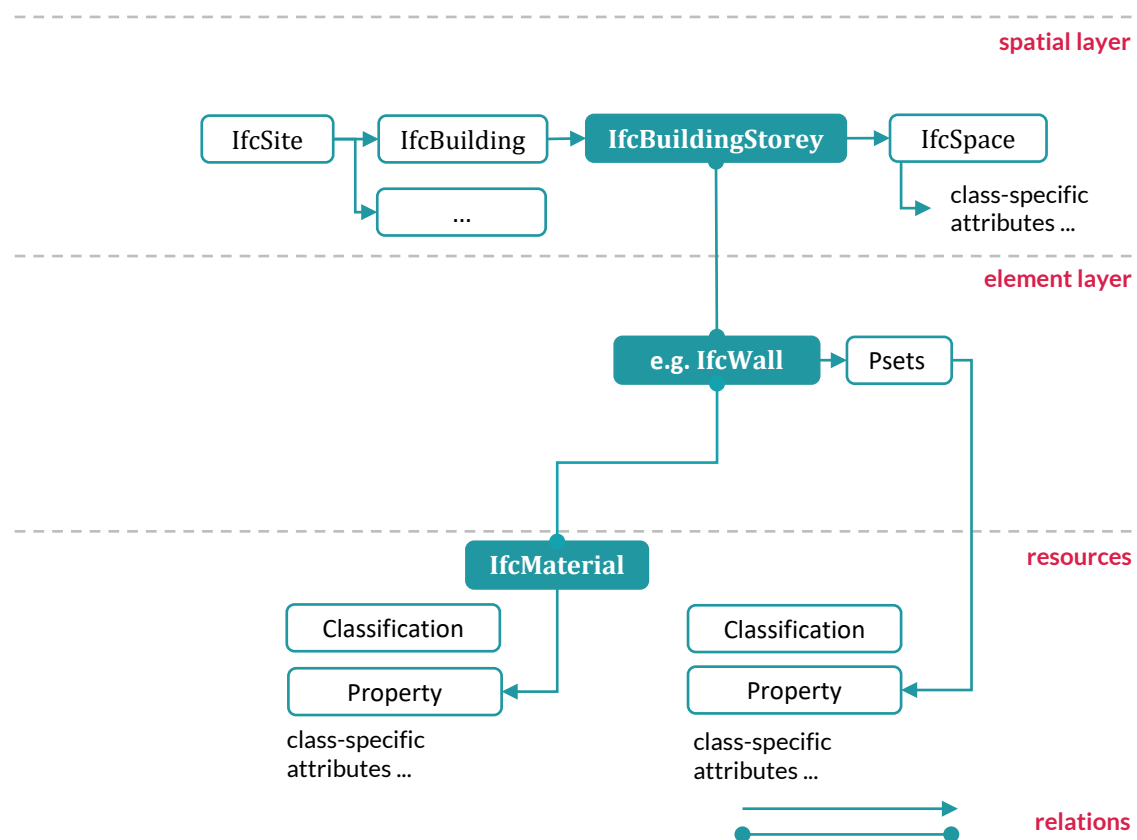 spatial layer
IfcSite
IfcBuilding
IfcBuildingStorey
IfcSpace
...
class-specific
attributes ...
element layer
e.g. IfcWall
Psets
resources
IfcMaterial
Classification
Property
class-specific
attributes ...
Classification
Property
class-specific
attributes ...
relations